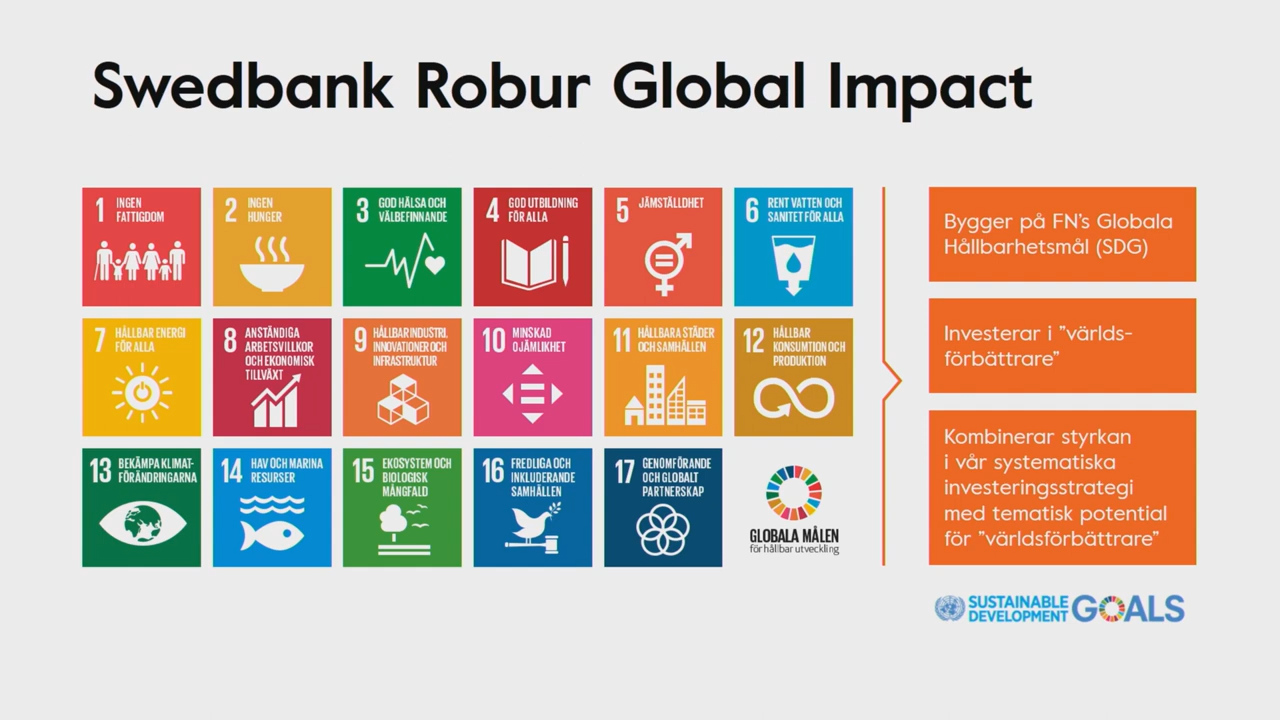 Swedbank Robur Global Impact
1 INGEN
FATTIGDOM
2 INGEN
HUNGER
3 GOD HÄLSA OCH
VÄLBEFINNANDE
4 GOD UTBILDNING
FÖR ALLA
5 JÄMSTÄLLDHET
6 RENT VATTEN OCH
SANITET FÖR ALLA
7 HÅLLBAR ENERGI
FÖR ALLA
8 ANSTÄNDIGA
ARBETSVILLKOR
OCH EKONOMISK
TILLVÄXT
9 HÅLLBAR INDUSTRI,
INNOVATIONER OCH
INFRASTRUKTUR
10 MINSKAD
OJÄMLIKHET
11 HÅLLBARA STÄDER
OCH SAMHÄLLEN
12 HÅLLBAR
KONSUMTION OCH
PRODUKTION
13 BEKÄMPA KLIMAT-
FÖRÄNDRINGARNA
14 HAV OCH MARINA
RESURSER
15 EKOSYSTEM OCH
BIOLOGISK
MÅNGFALD
16 FREDLIGA OCH
INKLUDERANDE
SAMHÄLLEN
17 GENOMFÖRANDE
OCH GLOBALT
PARTNERSKAP
GLOBALA MÅLEN
för hållbar utveckling
Bygger på FN's Globala
Hållbarhetsmål (SDG)
Investerar i "världs-
förbättrare"
Kombinerar styrkan
i vår systematiska
investeringsstrategi
med tematisk potential
för "världsförbättrare"
SUSTAINABLE
DEVELOPMENT
GOALS